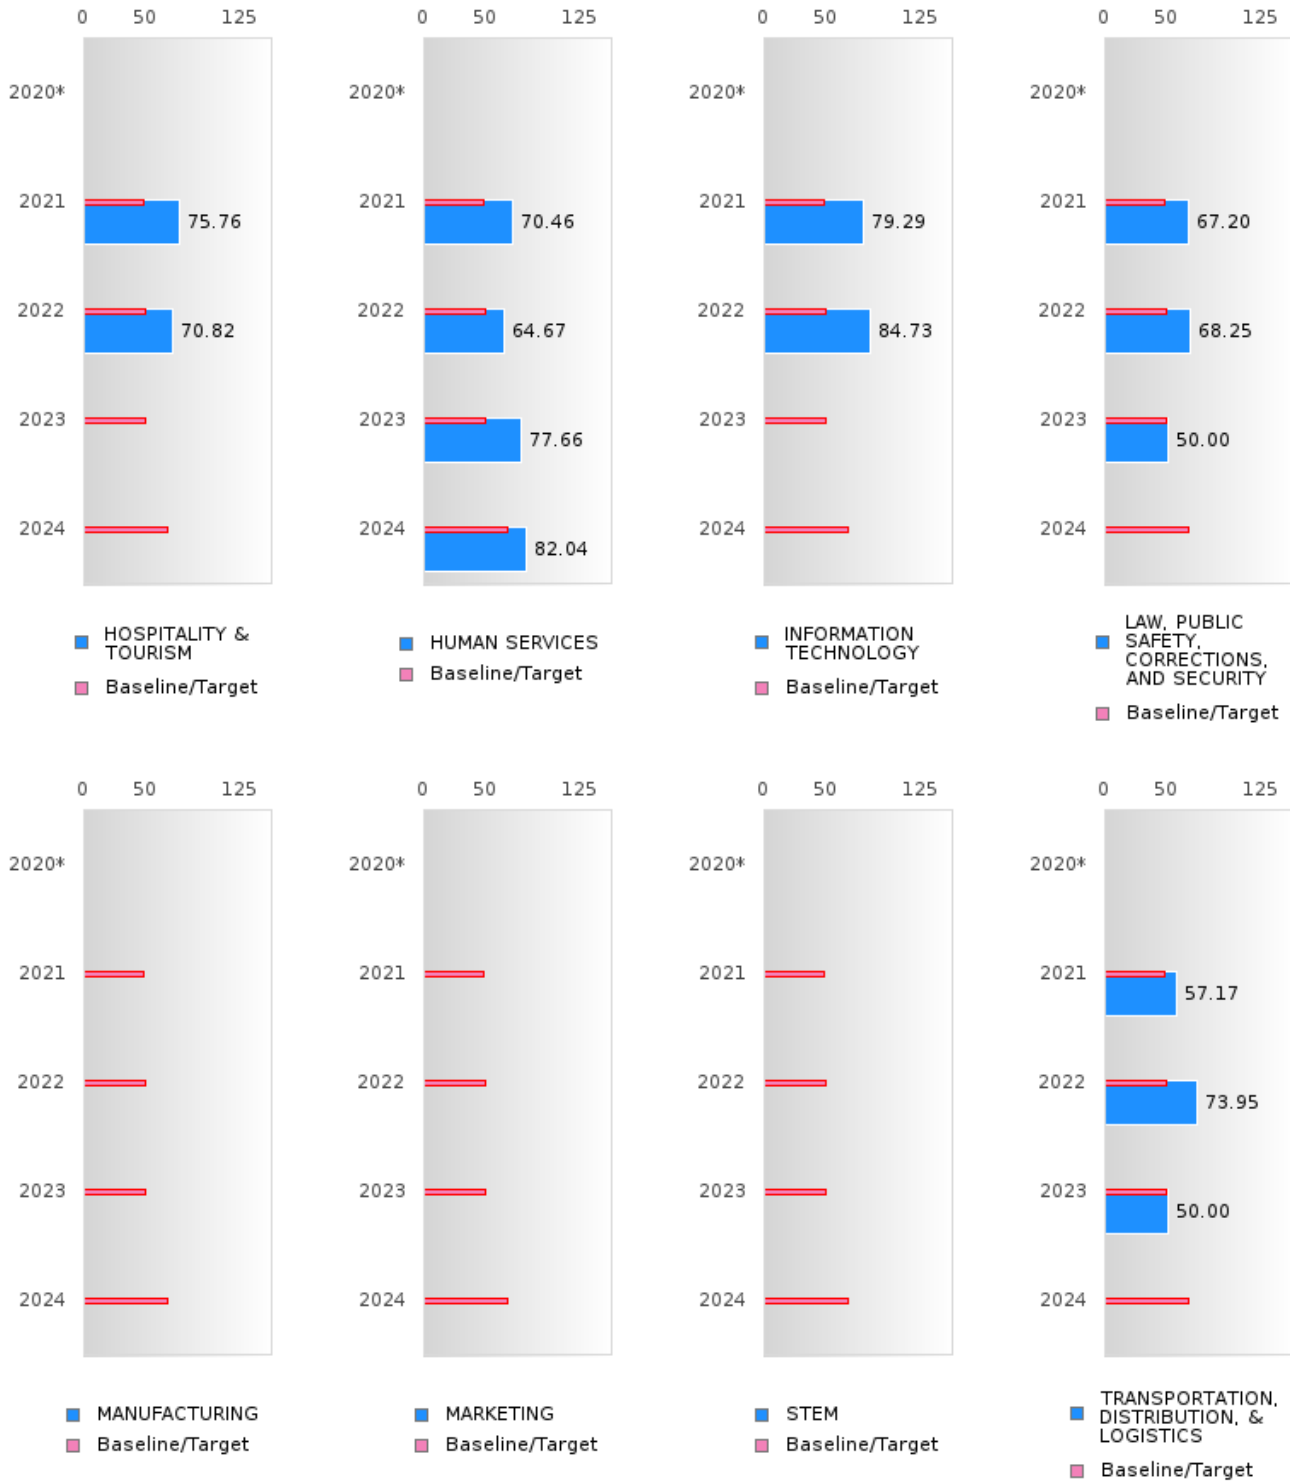 0 50 125
2020*
2021
75.76
2022
70.82
2023
2024
HOSPITALITY &
TOURISM
Baseline/Target
0 50 125
2020*
2021
70.46
2022
64.67
2023
77.66
2024
82.04
HUMAN SERVICES
Baseline/Target
0 50 125
2020*
2021
79.29
2022
84.73
2023
2024
INFORMATION
TECHNOLOGY
Baseline/Target
0 50 125
2020*
2021
67.20
2022
68.25
2023
50.00
2024
LAW, PUBLIC
SAFETY,
CORRECTIONS,
AND SECURITY
Baseline/Target
0 50 125
2020*
2021
2022
2023
2024
MANUFACTURING
Baseline/Target
0 50 125
2020*
2021
2022
2023
2024
MARKETING
Baseline/Target
0 50 125
2020*
2021
2022
2023
2024
STEM
Baseline/Target
0 50 125
2020*
2021
57.17
2022
73.95
2023
50.00
2024
TRANSPORTATION,
DISTRIBUTION, &
LOGISTICS
Baseline/Target